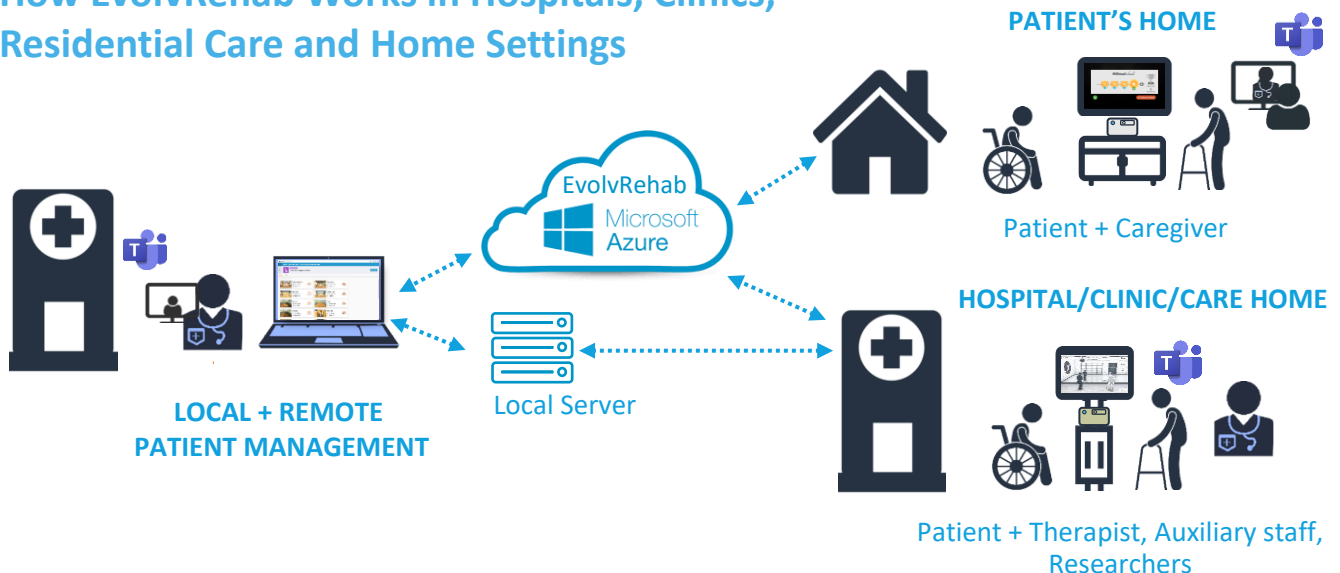 How EvolvRehab Works in Hospitals, Clinics,
Residential Care and Home Settings
PATIENT'S HOME
T
Patient + Caregiver
EvolvRehab
Microsoft
Azure
T
HOSPITAL/CLINIC/CARE HOME
T
Local Server
LOCAL + REMOTE
PATIENT MANAGEMENT
Patient + Therapist, Auxiliary staff,
Researchers